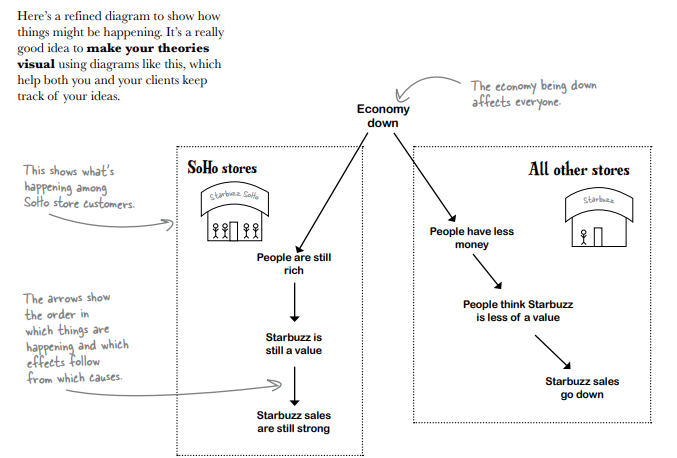 Here's a refined diagram to show how
things might be happening. It's a really
good idea to make your theories
visual using diagrams like this, which
help both you and your clients keep
track of your ideas.
The economy being down
affects everyone.
Economy
down
SoHo stores
All other stores
This shows what's
happening among
SoHo store customers.
Starbuzz SoHo
Starbuzz
People have less
money
People are still
rich
The arrows show
the order in
which things are
happening and which
effects follow
from which causes.
People think Starbuzz
is less of a value
Starbuzz is
still a value
Starbuzz sales
go down
Starbuzz sales
are still strong